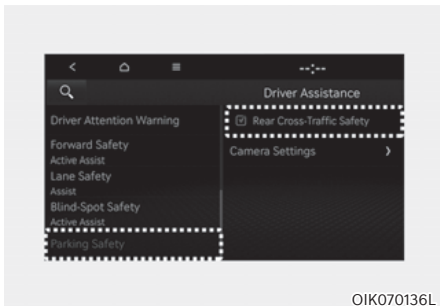 --:--
Driver Assistance
Driver Attention Warning
Forward Safety
Active Assist
Lane Safety
Assist
Blind-Spot Safety
Active Assist
Parking Safety
Rear Cross-Traffic Safety
Camera Settings
OIK070136L